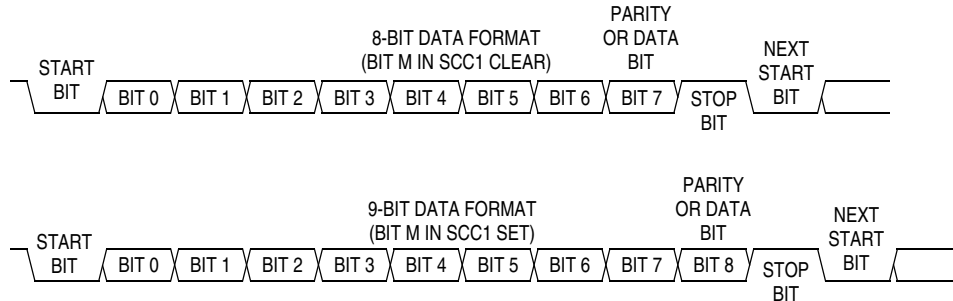 PARITY
OR DATA
BIT
8-BIT DATA FORMAT
(BIT M IN SCC1 CLEAR)
START
BIT
BIT 0 BIT 1 BIT 2 BIT 3 BIT 4 BIT 5 BIT 6 BIT 7
STOP
BIT
NEXT
START
BIT
PARITY
OR DATA
BIT
9-BIT DATA FORMAT
(BIT M IN SCC1 SET)
START
BIT
BIT 0 BIT 1 BIT 2 BIT 3 BIT 4 BIT 5 BIT 6 BIT 7 BIT 8
STOP
BIT
NEXT
START
BIT